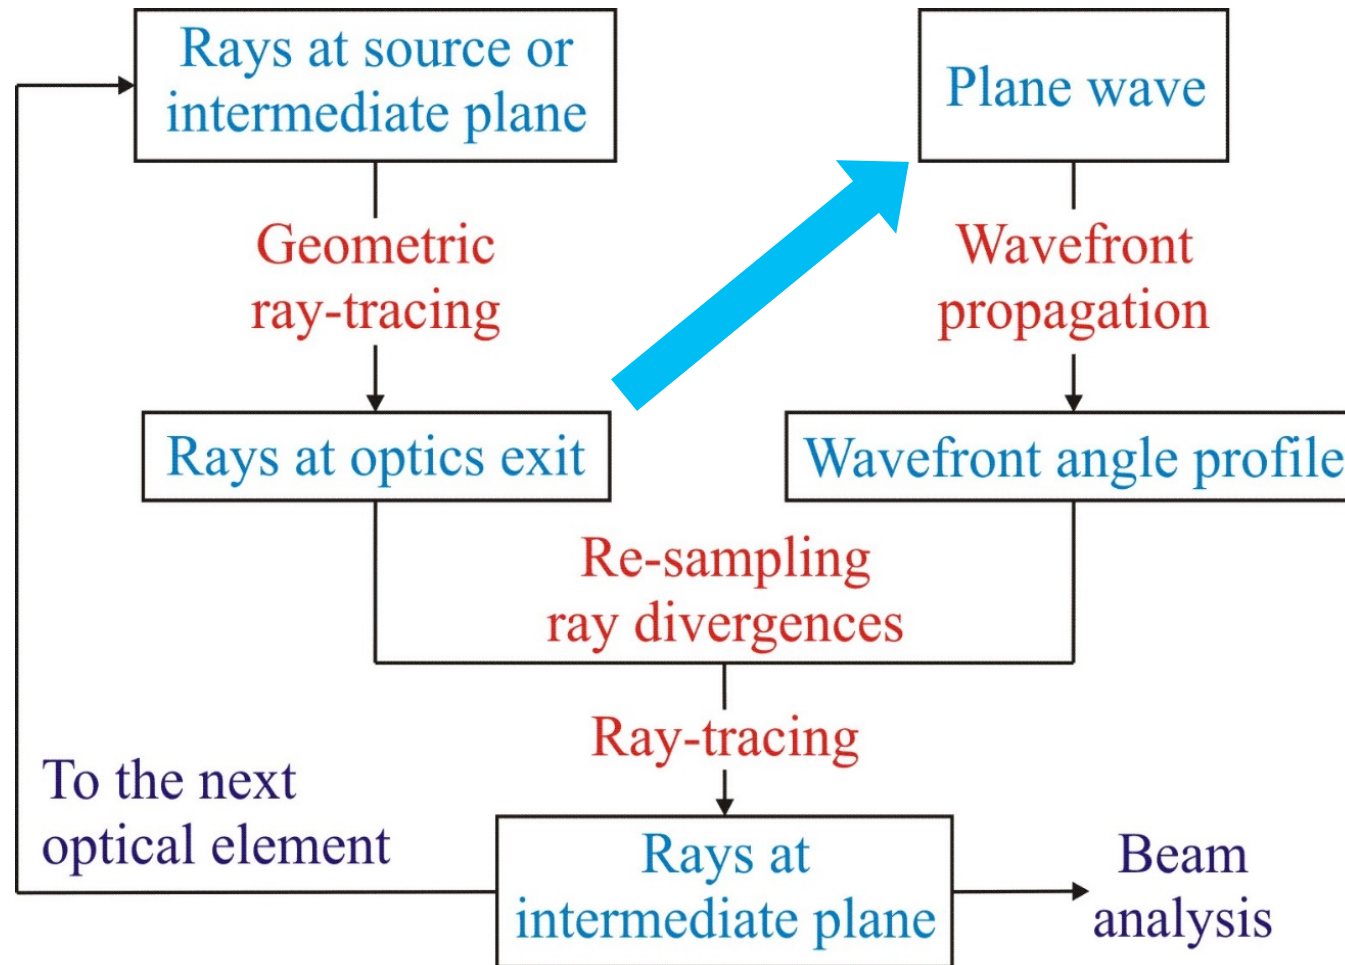 Rays at source or
intermediate plane
Plane wave
Geometric
ray-tracing
Wavefront
propagation
Rays at optics exit
Wavefront angle profile
Re-sampling
ray divergences
Ray-tracing
To the next
optical element
Rays at
intermediate plane
Beam
analysis